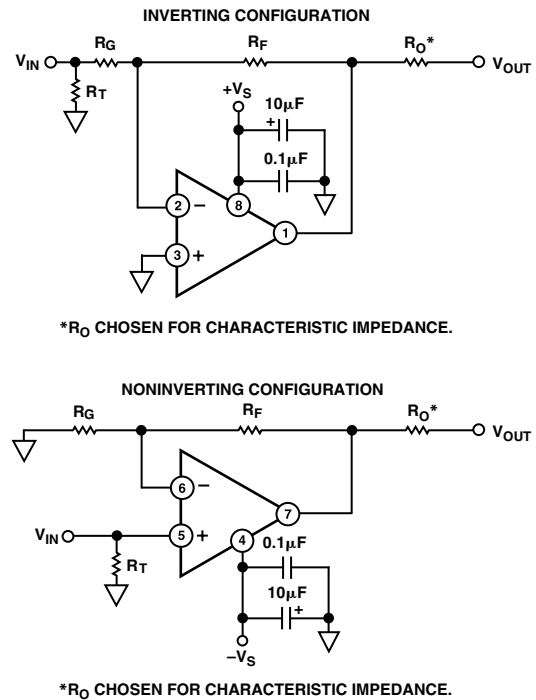 INVERTING CONFIGURATION
VIN
RG
RF
RO*
VOUT
RT
+VS
10µF
+
0.1µF
2
–
8
1
3
+
*RO CHOSEN FOR CHARACTERISTIC IMPEDANCE.
NONINVERTING CONFIGURATION
RG
RF
RO*
VOUT
6
–
7
VIN
5
+
4
0.1µF
RT
10µF
+
–VS
*RO CHOSEN FOR CHARACTERISTIC IMPEDANCE.